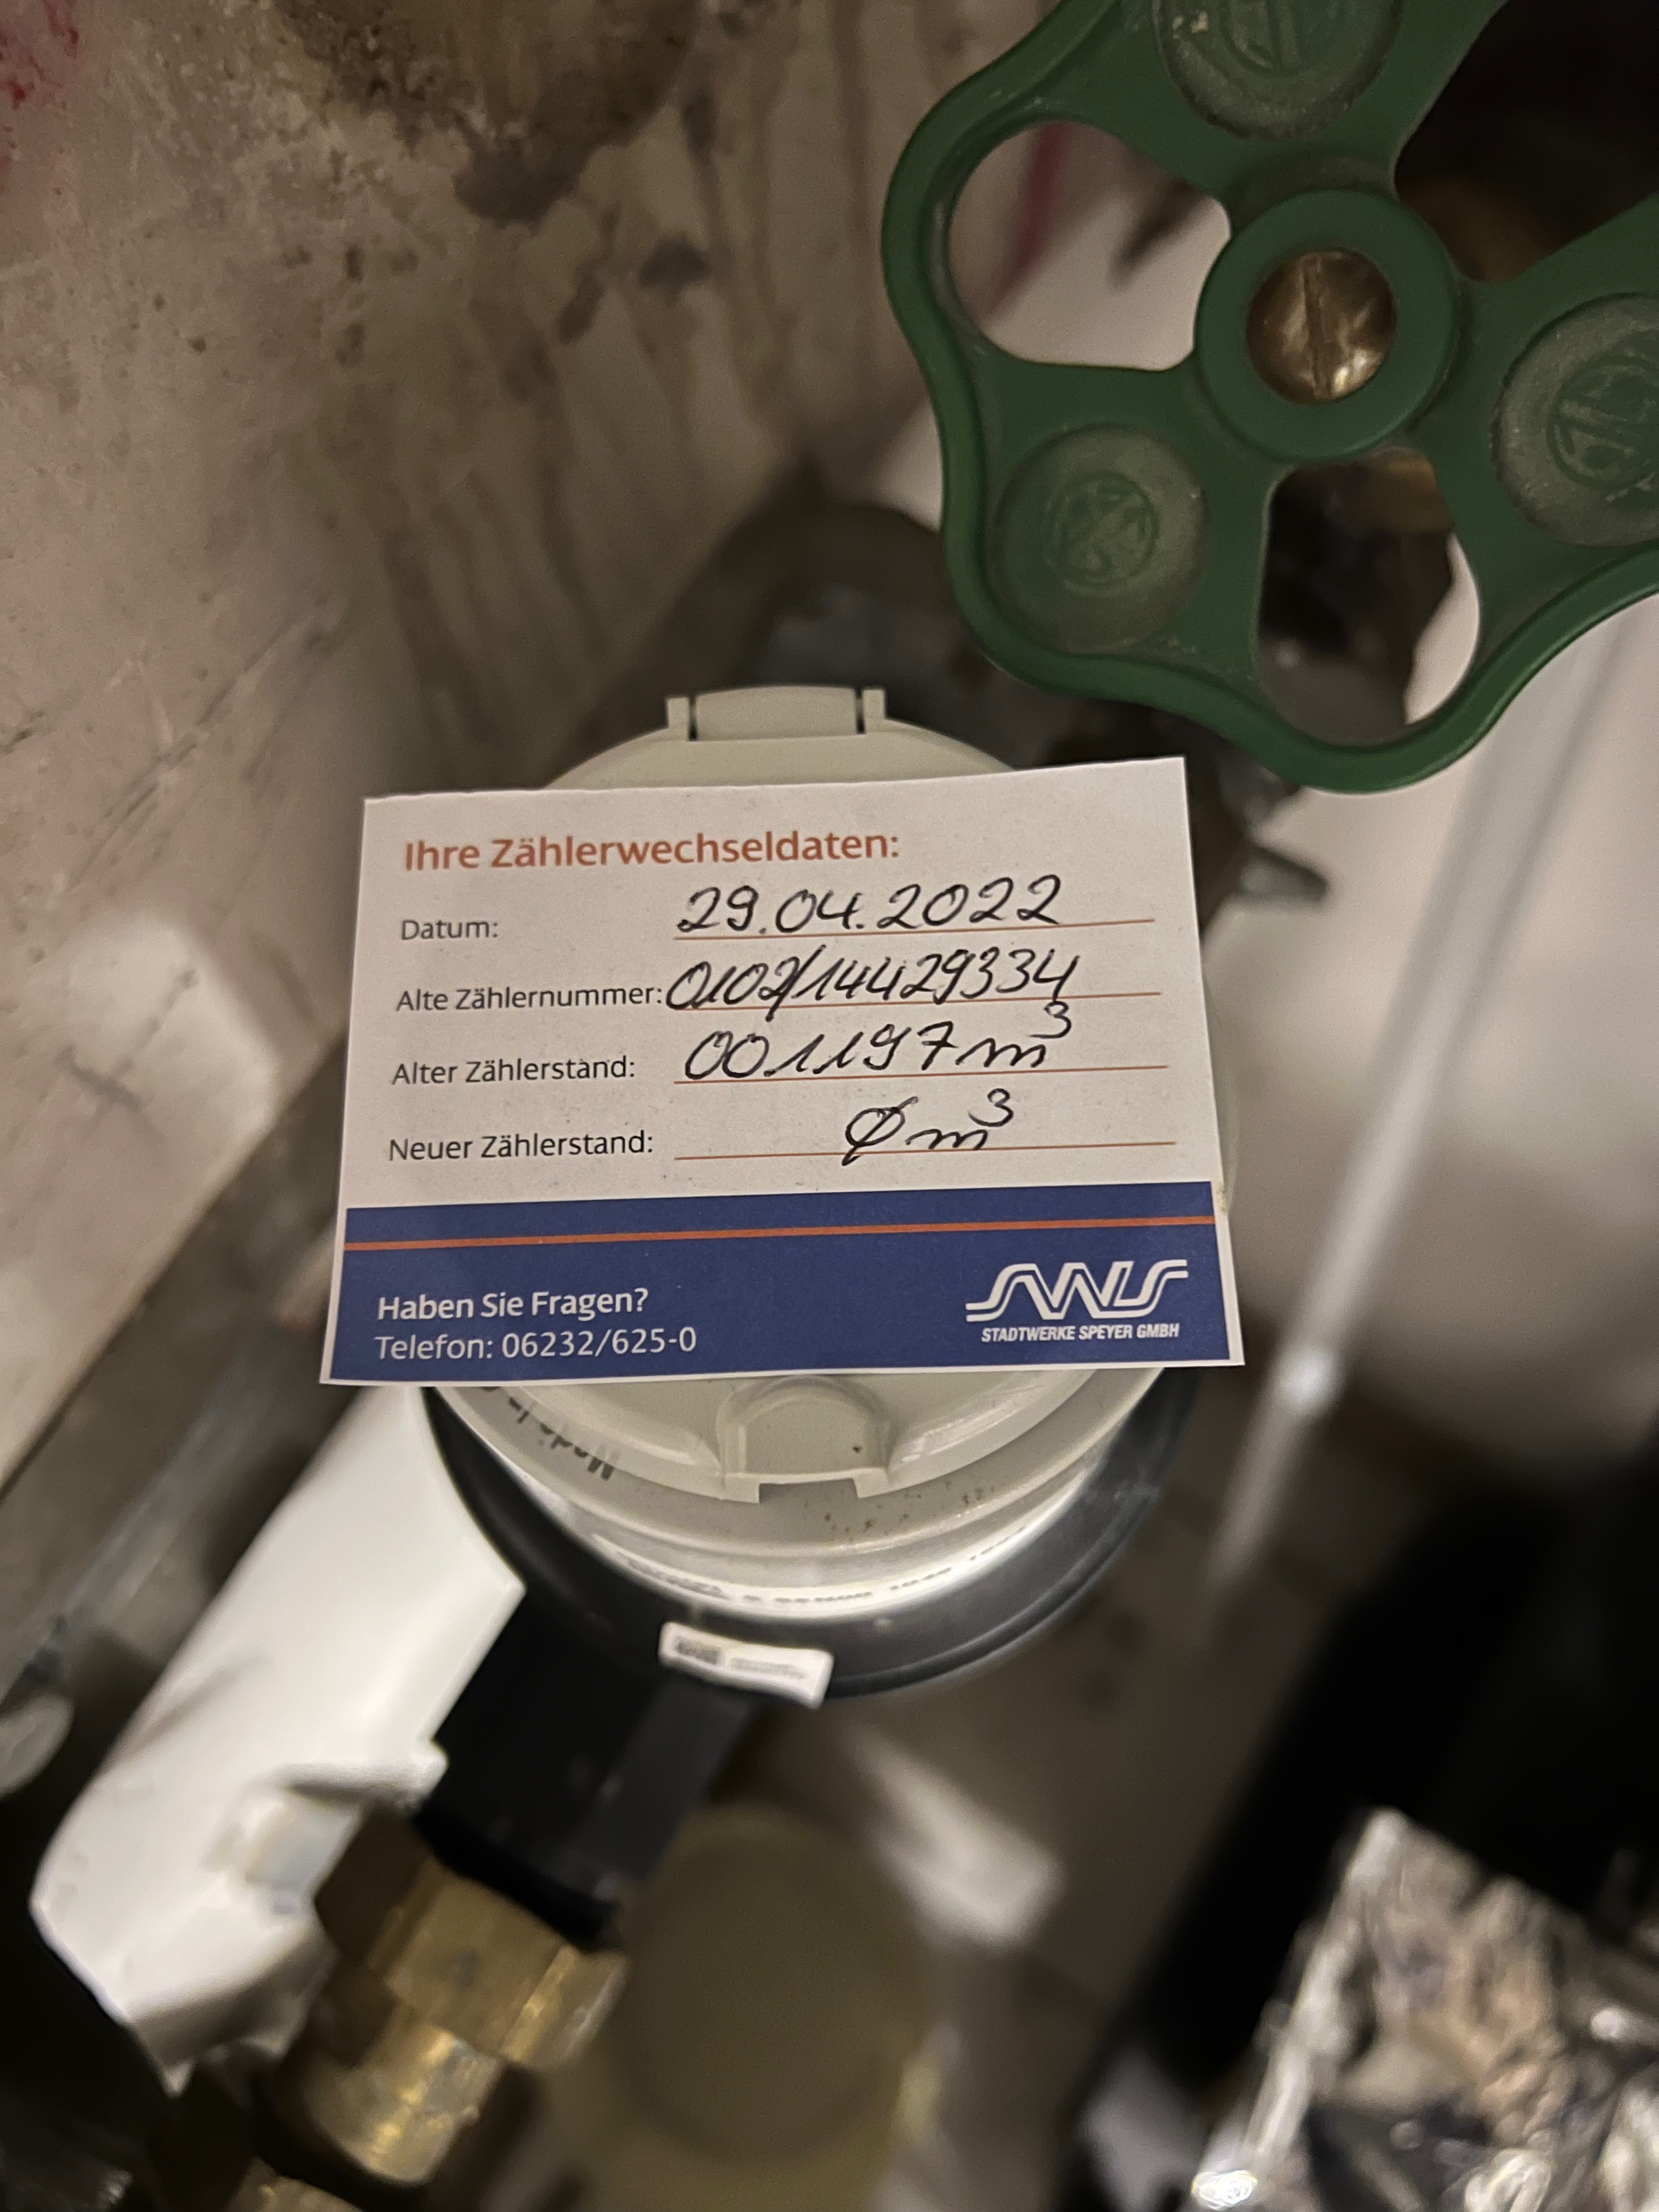 Ihre Zählerwechseldaten:
Datum: 29.04.2022
Alte Zählernummer: 0102/14429334
Alter Zählerstand: 001197 m³
Neuer Zählerstand: Ø m³
Haben Sie Fragen?
Telefon: 06232/625-0
SWS
STADTWERKE SPEYER GMBH